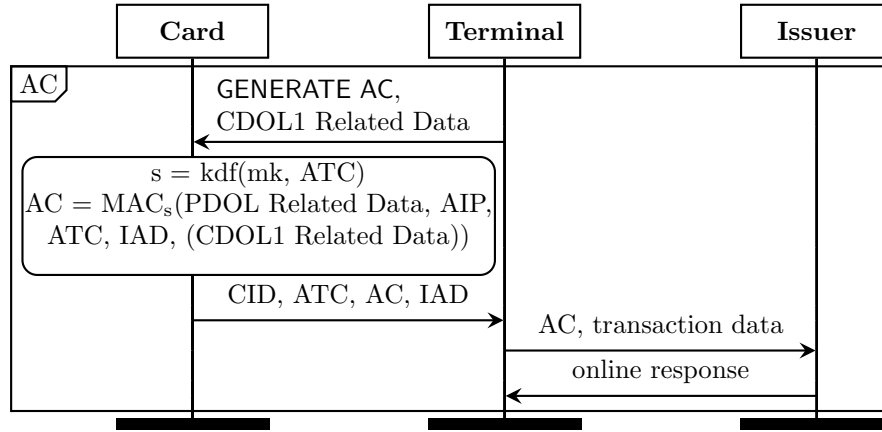 Card
Terminal
Issuer
AC
GENERATE AC,
CDOL1 Related Data
s = kdf(mk, ATC)
AC = MACₛ(PDOL Related Data, AIP,
ATC, IAD, (CDOL1 Related Data))
CID, ATC, AC, IAD
AC, transaction data
online response